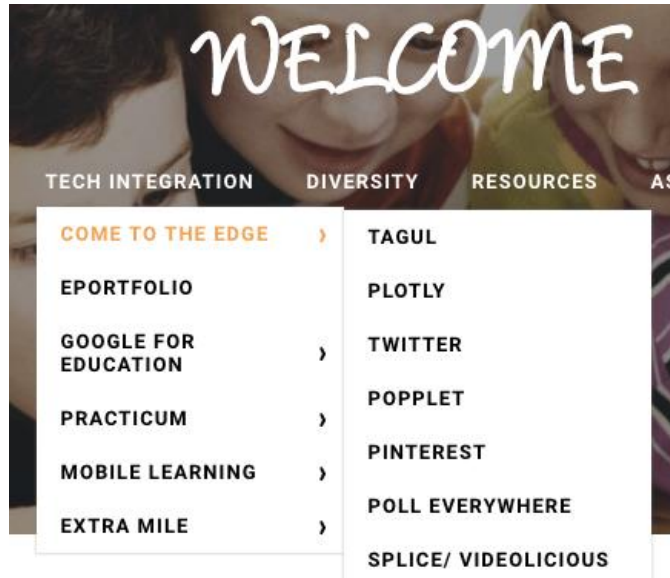 WELCOME
TECH INTEGRATION DIVERSITY RESOURCES
COME TO THE EDGE ›
EPORTFOLIO
GOOGLE FOR
EDUCATION ›
PRACTICUM ›
MOBILE LEARNING ›
EXTRA MILE ›
TAGUL
PLOTLY
TWITTER
POPPLET
PINTEREST
POLL EVERYWHERE
SPLICE/ VIDEOLICIOUS